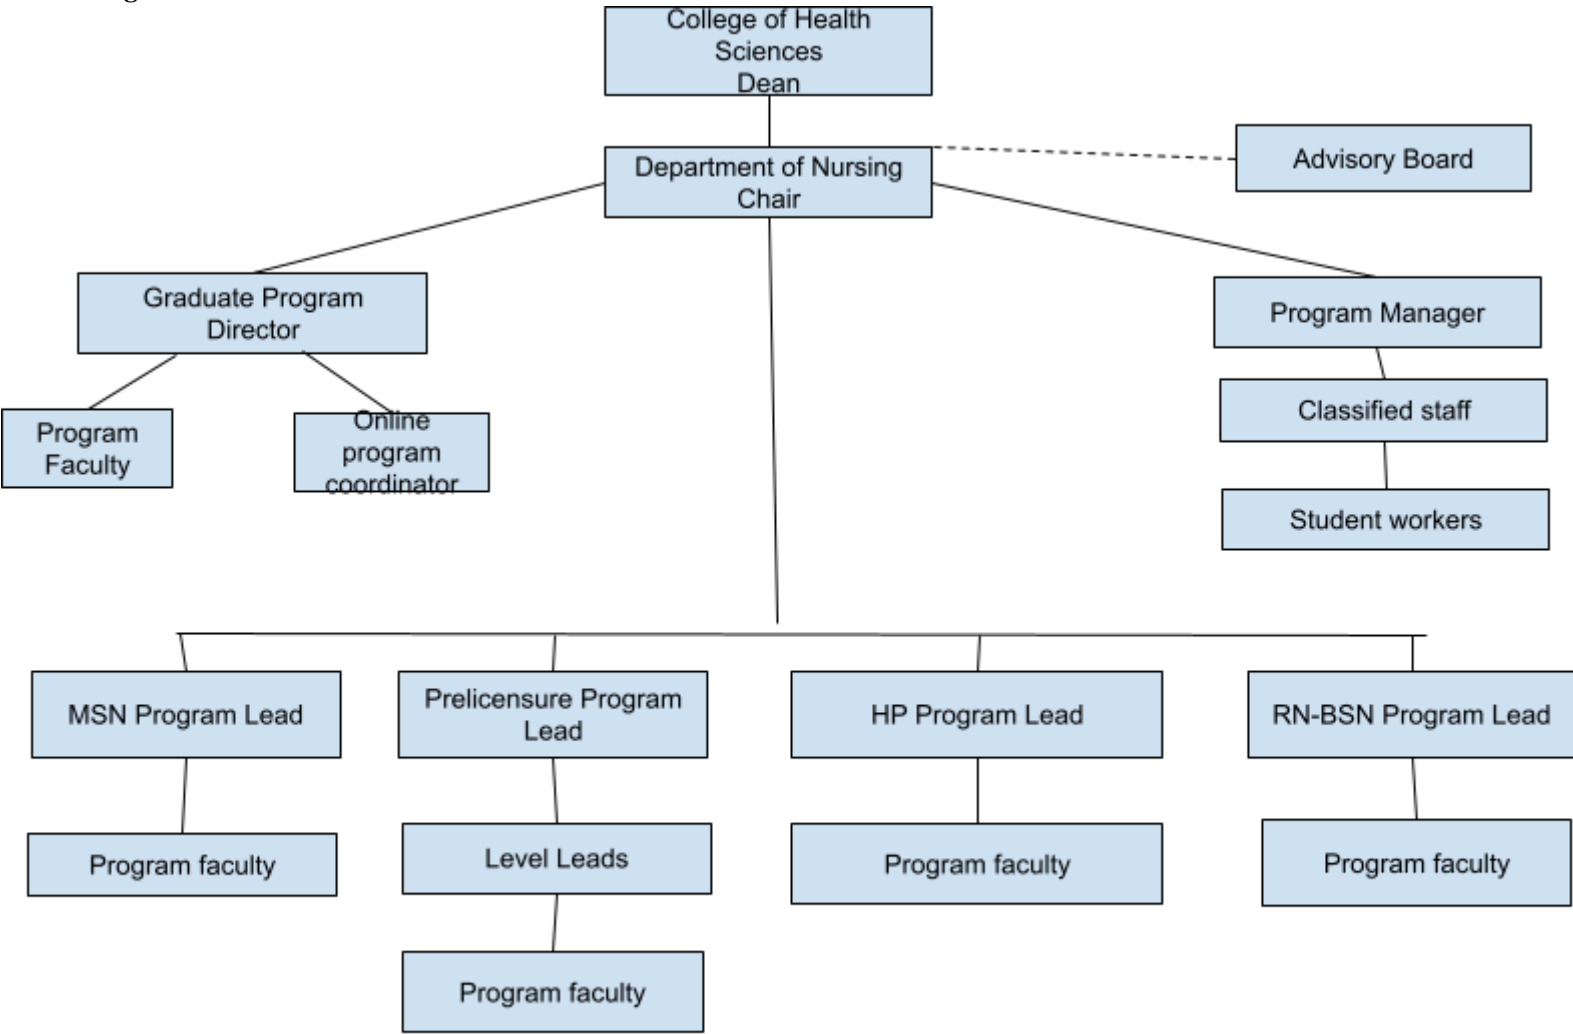 College of Health
Sciences
Dean
Department of Nursing
Chair
Advisory Board
Graduate Program
Director
Program Manager
Program
Faculty
Online
program
coordinator
Classified staff
Student workers
MSN Program Lead
Prelicensure Program
Lead
HP Program Lead
RN-BSN Program Lead
Program faculty
Level Leads
Program faculty
Program faculty
Program faculty